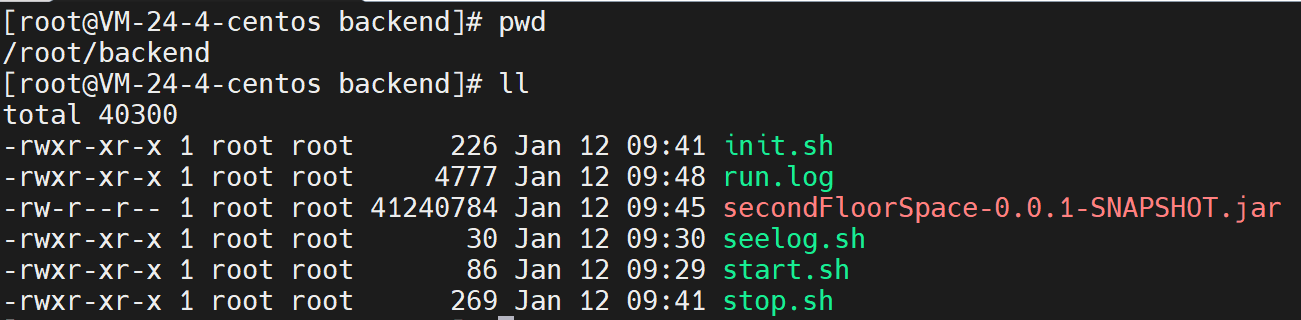 [root@VM-24-4-centos backend]# pwd
/root/backend
[root@VM-24-4-centos backend]# ll
total 40300
-rwxr-xr-x 1 root root      226 Jan 12 09:41 init.sh
-rwxr-xr-x 1 root root     4777 Jan 12 09:48 run.log
-rw-r--r-- 1 root root 41240784 Jan 12 09:45 secondFloorSpace-0.0.1-SNAPSHOT.jar
-rwxr-xr-x 1 root root       30 Jan 12 09:30 seelog.sh
-rwxr-xr-x 1 root root       86 Jan 12 09:29 start.sh
-rwxr-xr-x 1 root root      269 Jan 12 09:41 stop.sh